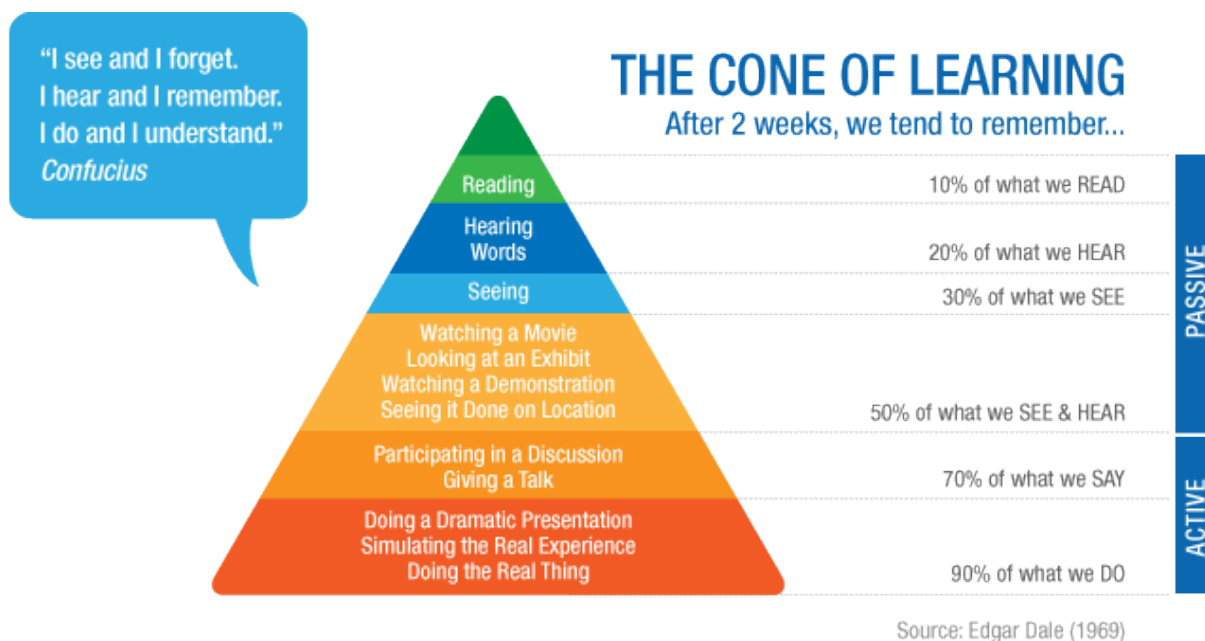 “I see and I forget.
I hear and I remember.
I do and I understand.”
Confucius
THE CONE OF LEARNING
After 2 weeks, we tend to remember...
Reading
10% of what we READ
Hearing
Words
20% of what we HEAR
Seeing
30% of what we SEE
Watching a Movie
Looking at an Exhibit
Watching a Demonstration
Seeing it Done on Location
50% of what we SEE & HEAR
PASSIVE
Participating in a Discussion
Giving a Talk
70% of what we SAY
Doing a Dramatic Presentation
Simulating the Real Experience
Doing the Real Thing
90% of what we DO
ACTIVE
Source: Edgar Dale (1969)